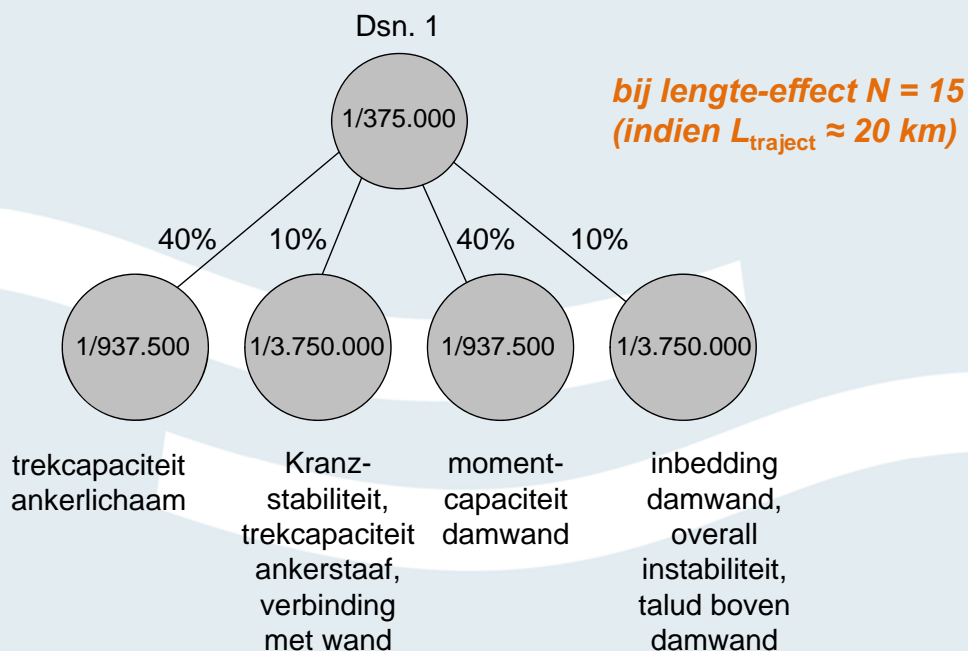 Dsn. 1
1/375.000
bij lengte-effect N = 15
(indien Ltraject ≈ 20 km)
40%
10%
40%
10%
1/937.500
1/3.750.000
1/937.500
1/3.750.000
trekcapaciteit
ankerlichaam
Kranz-
stabiliteit,
trekcapaciteit
ankerstaaf,
verbinding
met wand
moment-
capaciteit
damwand
inbedding
damwand,
overall
instabiliteit,
talud boven
damwand